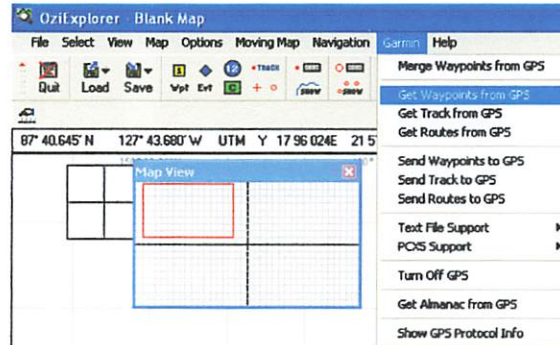 OziExplorer - Blank Map
File Select View Map Options Moving Map Navigation Garmin Help
Quit Load Save Wpt Evt 12 C TRACK SHOW SHOW
87° 40.645' N 127° 43.680' W UTM Y 17 96 024E 21 5
Map View
Merge Waypoints from GPS
Get Waypoints from GPS
Get Track from GPS
Get Routes from GPS
Send Waypoints to GPS
Send Track to GPS
Send Routes to GPS
Text File Support
PCX5 Support
Turn Off GPS
Get Almanac from GPS
Show GPS Protocol Info